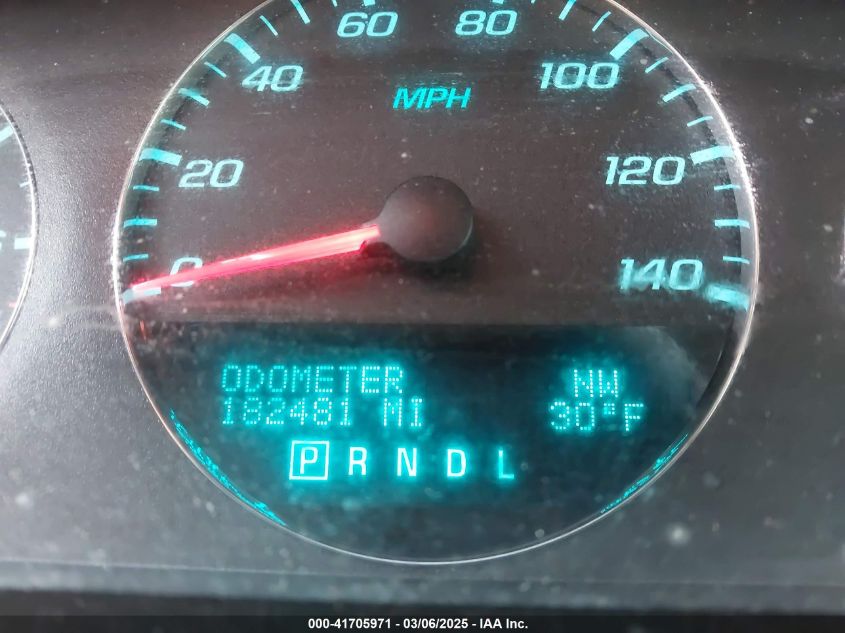 60 80
40 100
MPH
20 120
0 140
ODOMETER NW
182481 MI 30°F
P R N D L
000-41705971 - 03/06/2025 - IAA Inc.